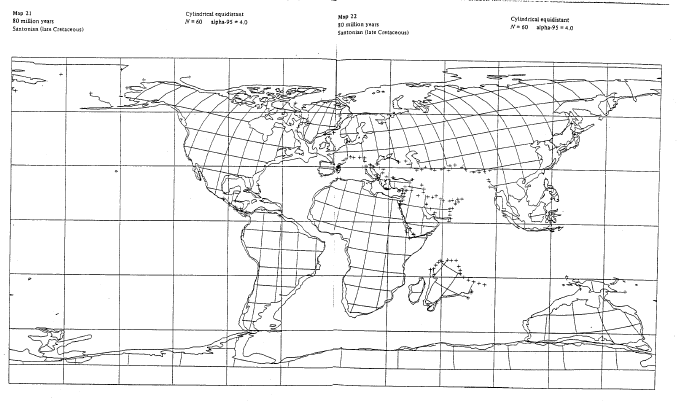 Map 21
80 million years
Santonian (late Cretaceous)
Cylindrical equidistant
N = 60 alpha-95 = 4.0
Map 22
80 million years
Santonian (late Cretaceous)
Cylindrical equidistant
N = 60 alpha-95 = 4.0